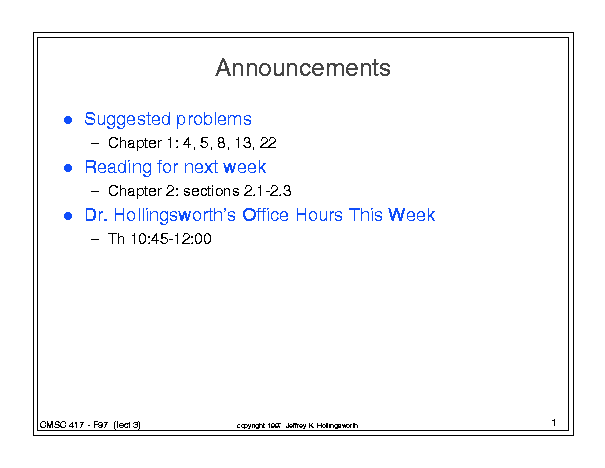 Announcements
● Suggested problems
– Chapter 1: 4, 5, 8, 13, 22
● Reading for next week
– Chapter 2: sections 2.1-2.3
● Dr. Hollingsworth's Office Hours This Week
– Th 10:45-12:00
CMSC 417 - F97 (lect 3)
copyright 1997 Jeffrey K. Hollingsworth
1